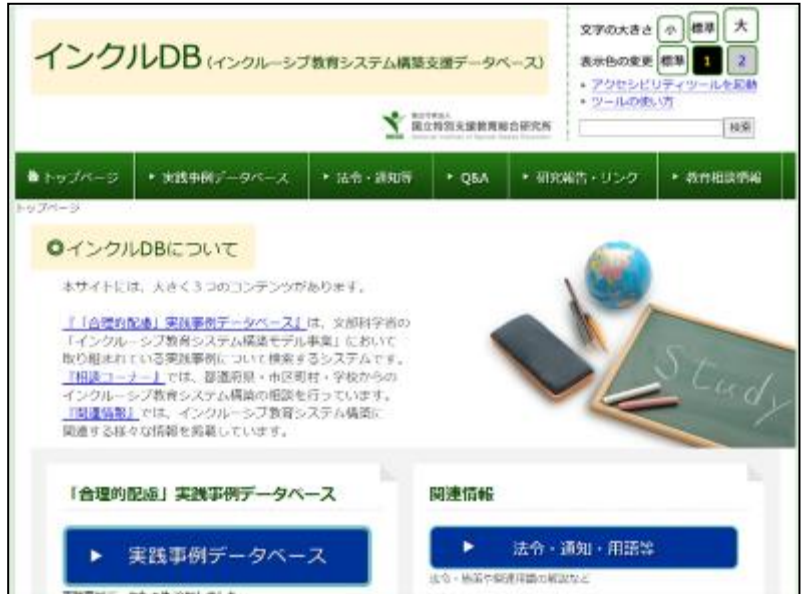 文字の大きさ 小 標準 大
インクルDB (インクルーシブ教育システム構築支援データベース)
表示色の変更 標準 1 2
アクセシビリティツールを起動
ツールの使い方
国立特別支援教育総合研究所
検索
トップページ 実践事例データベース 法令・通知等 Q&A 研究報告・リンク 教育相談情報
トップページ
インクルDBについて
本サイトには、大きく3つのコンテンツがあります。
『「合理的配慮」実践事例データベース』は、文部科学省の
「インクルーシブ教育システム構築モデル事業」において
取り組まれている実践事例について検索するシステムです。
『相談コーナー』では、都道府県・市区町村・学校からの
インクルーシブ教育システム構築の相談を行っています。
『関連情報』では、インクルーシブ教育システム構築に
関連する様々な情報を掲載しています。
Study
「合理的配慮」実践事例データベース
関連情報
実践事例データベース
法令・通知・用語等
法令・施策や関連用語の解説など